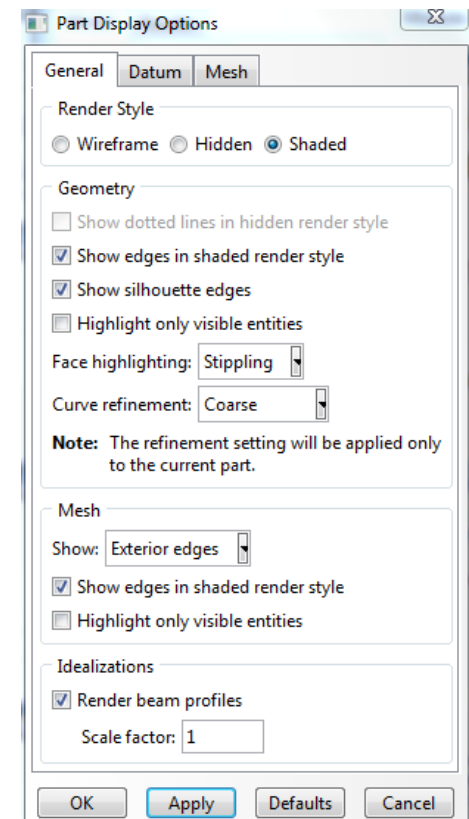 Part Display Options
General Datum Mesh
Render Style
Wireframe Hidden Shaded
Geometry
Show dotted lines in hidden render style
Show edges in shaded render style
Show silhouette edges
Highlight only visible entities
Face highlighting: Stippling
Curve refinement: Coarse
Note: The refinement setting will be applied only
to the current part.
Mesh
Show: Exterior edges
Show edges in shaded render style
Highlight only visible entities
Idealizations
Render beam profiles
Scale factor: 1
OK Apply Defaults Cancel